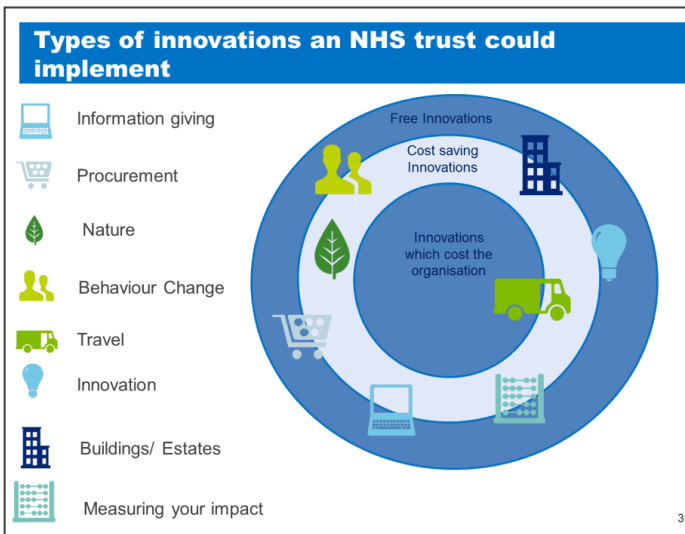 Types of innovations an NHS trust could
implement
Information giving
Procurement
Nature
Behaviour Change
Travel
Innovation
Buildings/ Estates
Measuring your impact
Free Innovations
Cost saving
Innovations
Innovations
which cost the
organisation
3